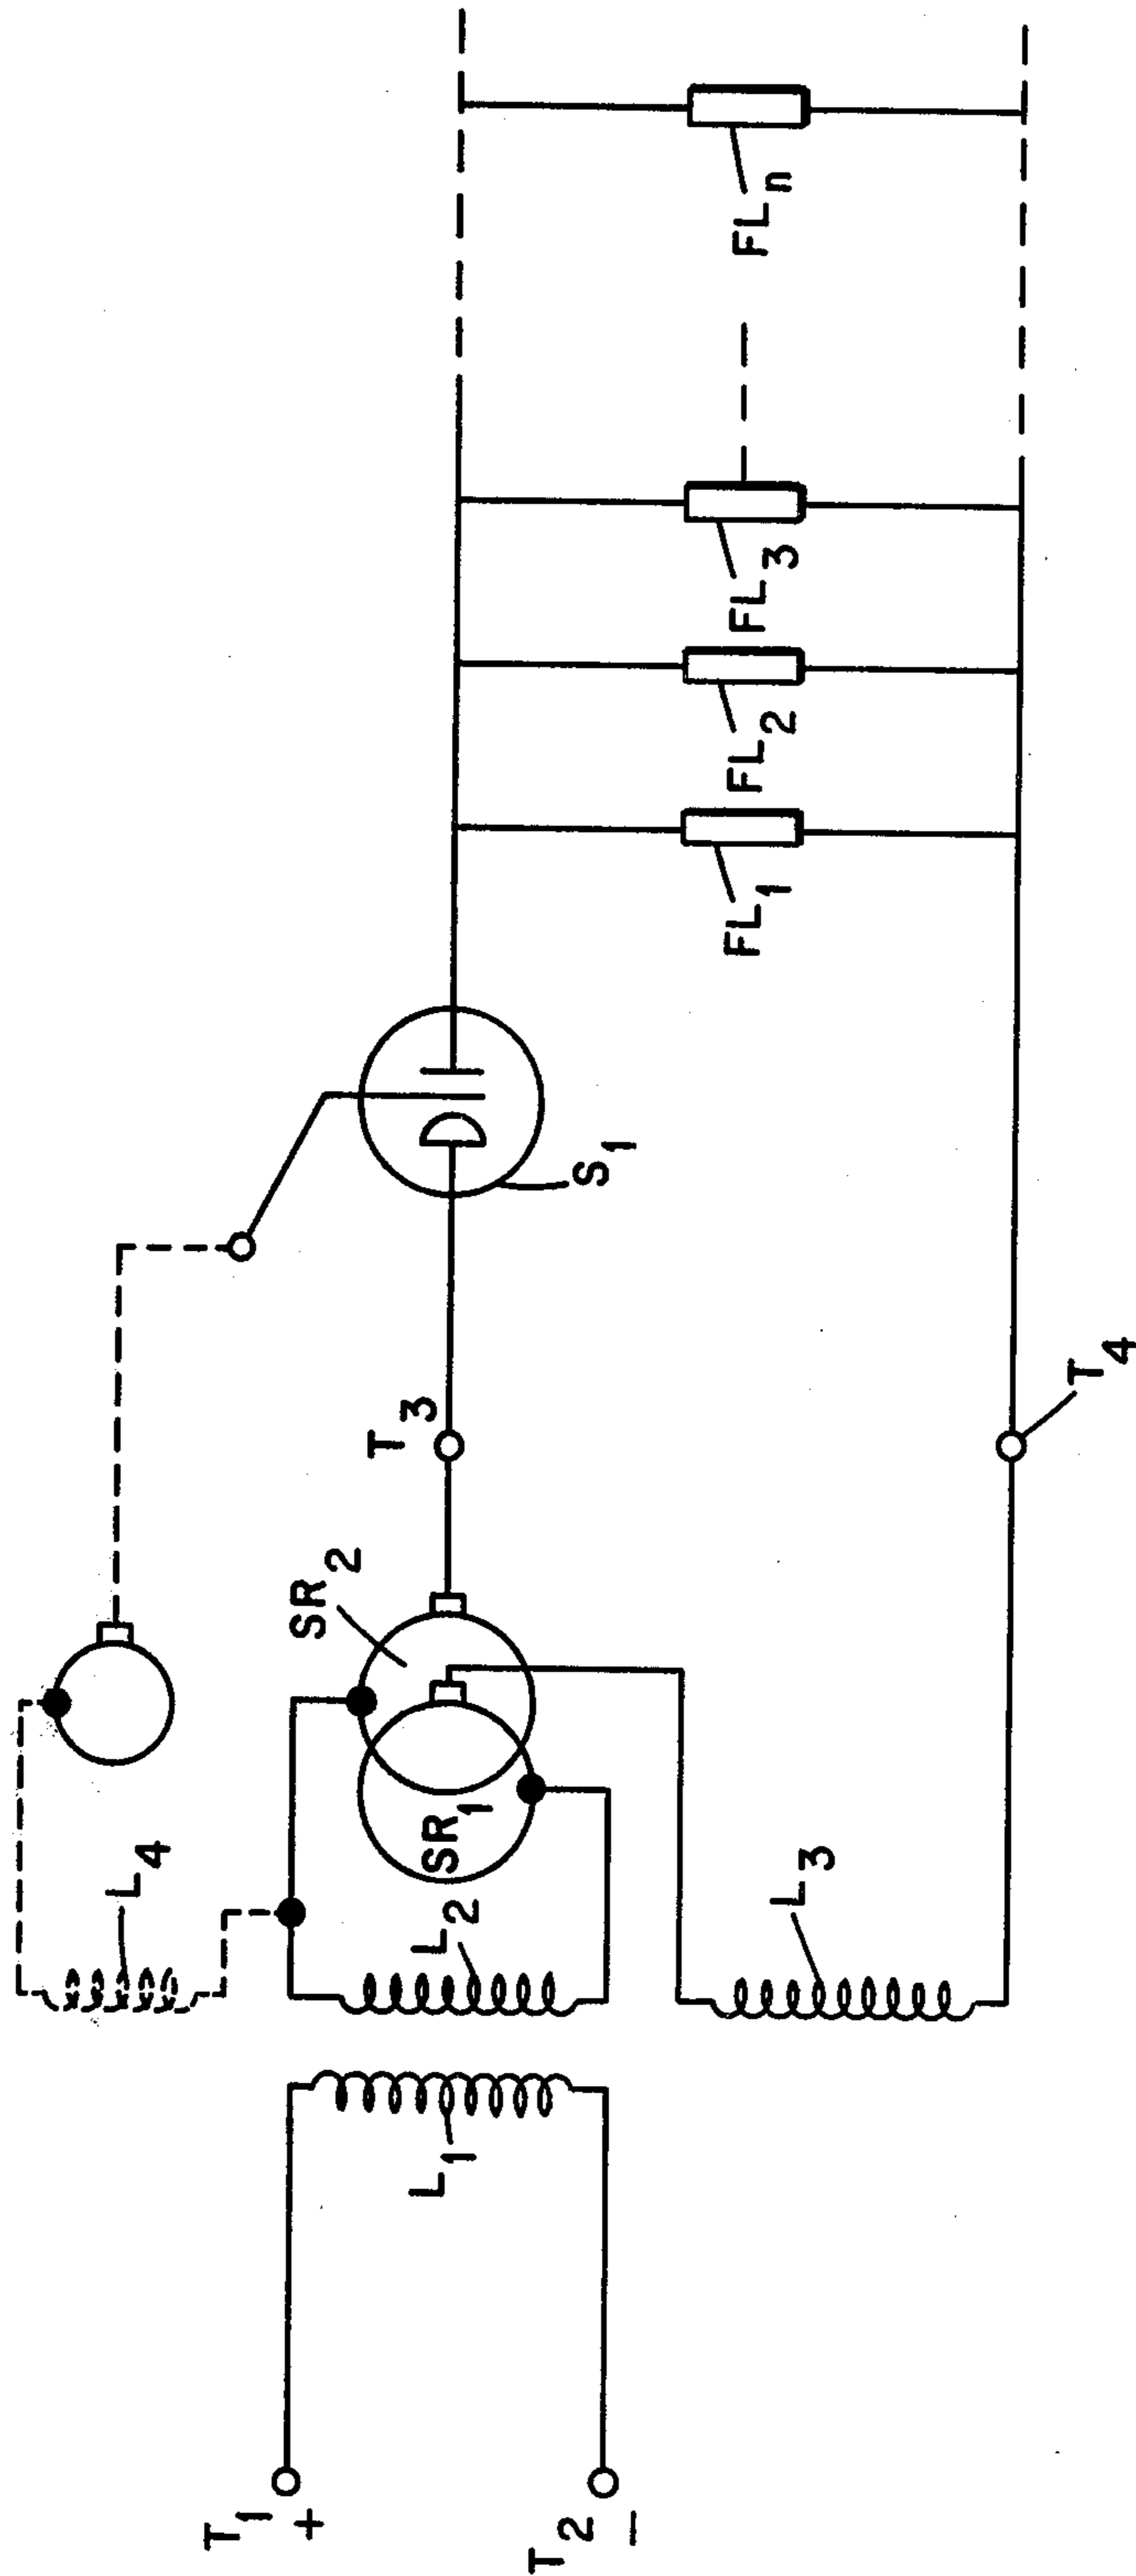 T1
+
T2
–
L1
L2
L3
L4
SR1
SR2
T3
T4
S1
FL1
FL2
FL3
FLn